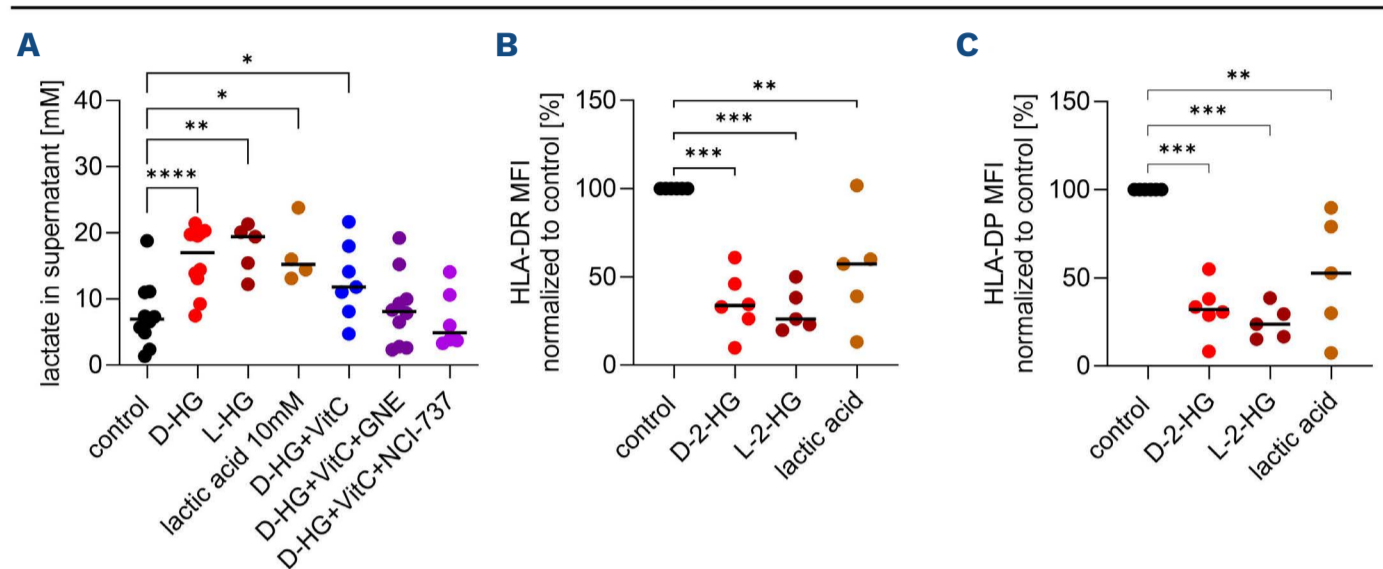 A
lactate in supernatant [mM]
40
30
20
10
0
*
*
**
****
control
D-HG
L-HG
lactic acid 10mM
D-HG+VitC
D-HG+VitC+GNE
D-HG+VitC+NCI-737
B
HLA-DR MFI
normalized to control [%]
150
100
50
0
**
***
***
control
D-2-HG
L-2-HG
lactic acid
C
HLA-DP MFI
normalized to control [%]
150
100
50
0
**
***
***
control
D-2-HG
L-2-HG
lactic acid